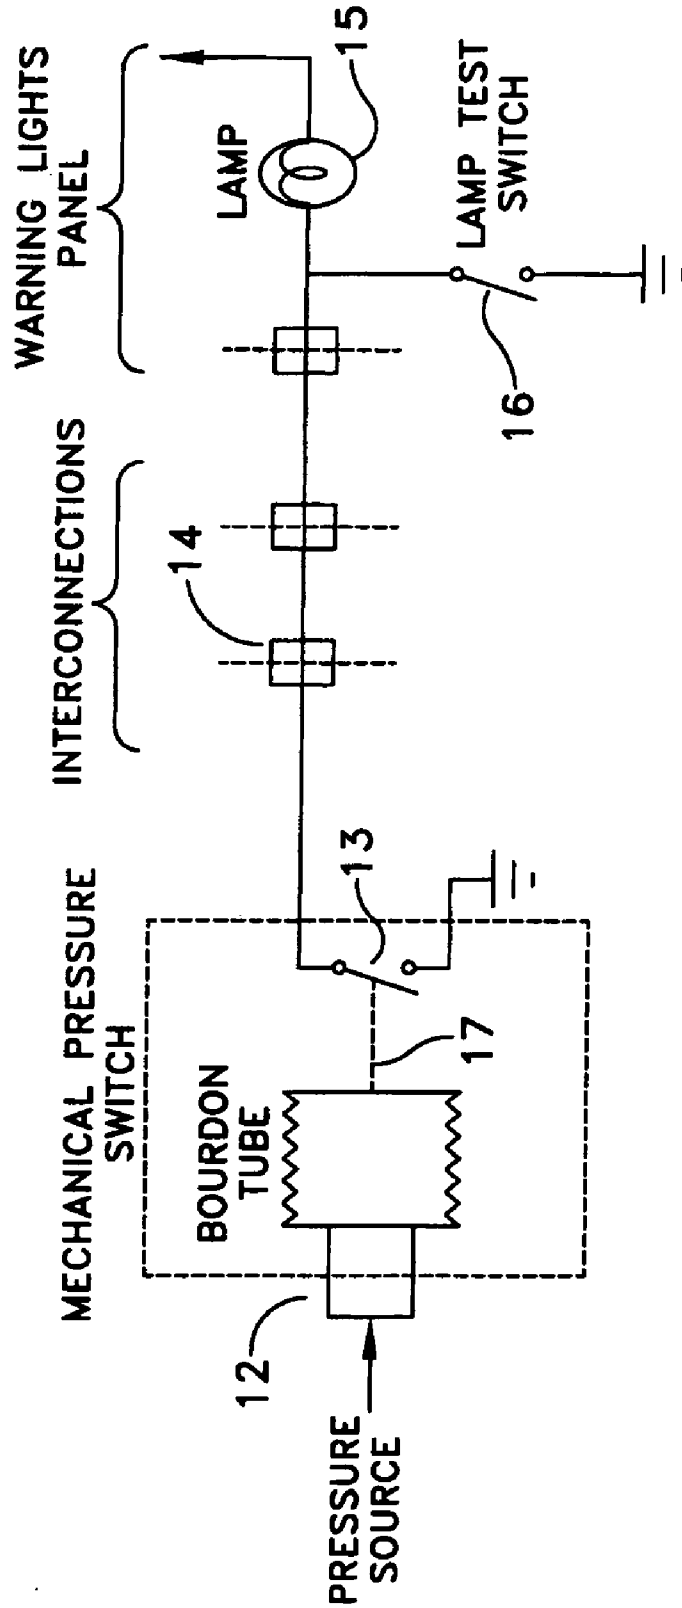 MECHANICAL PRESSURE
SWITCH
INTERCONNECTIONS
WARNING LIGHTS
PANEL
BOURDON
TUBE
12
PRESSURE
SOURCE
17
13
14
LAMP
15
LAMP TEST
SWITCH
16